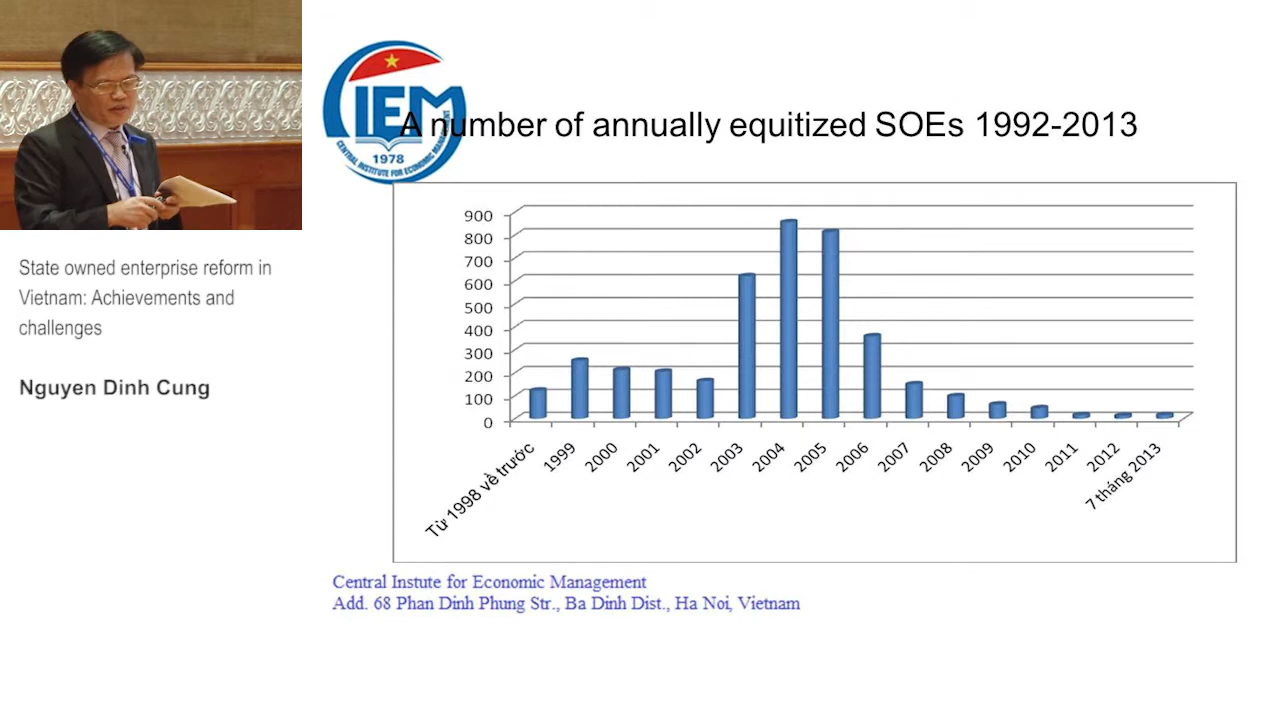 CIEM
CENTRAL INSTITUTE FOR ECONOMIC MANAGEMENT
1978
A number of annually equitized SOEs 1992-2013
State owned enterprise reform in
Vietnam: Achievements and
challenges
Nguyen Dinh Cung
900
800
700
600
500
400
300
200
100
0
Từ 1998 về trước
1999
2000
2001
2002
2003
2004
2005
2006
2007
2008
2009
2010
2011
2012
7 tháng 2013
Central Instute for Economic Management
Add. 68 Phan Dinh Phung Str., Ba Dinh Dist., Ha Noi, Vietnam